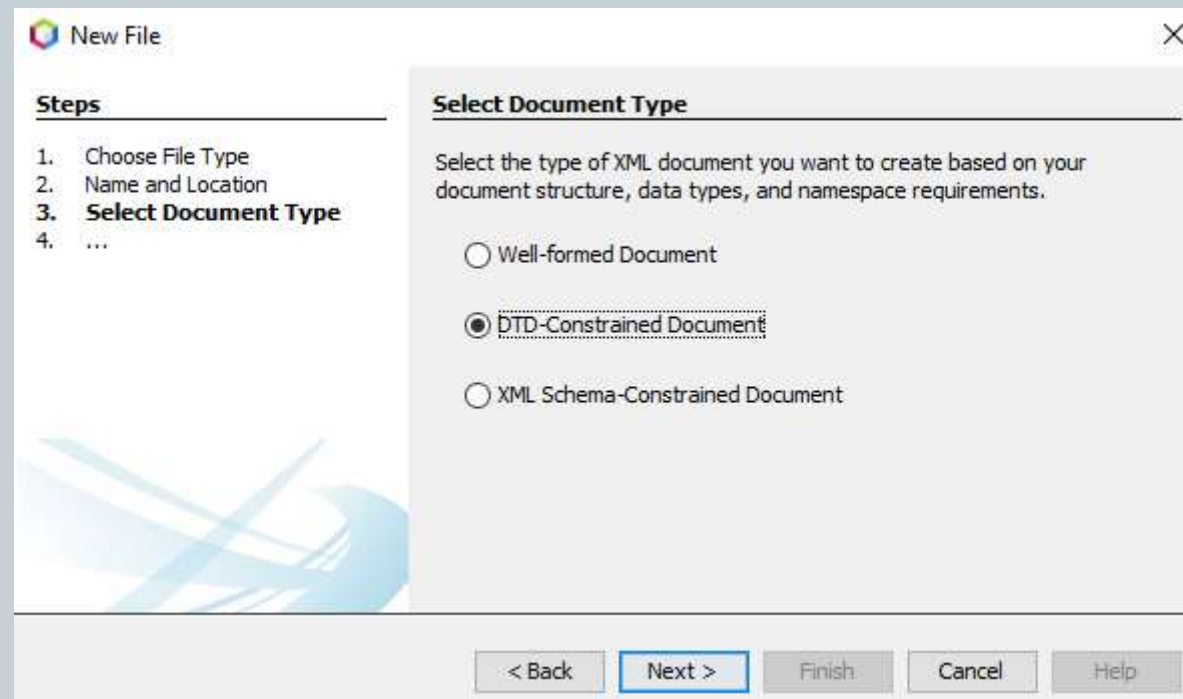 New File
Steps
1. Choose File Type
2. Name and Location
3. Select Document Type
4. ...
Select Document Type
Select the type of XML document you want to create based on your
document structure, data types, and namespace requirements.
Well-formed Document
DTD-Constrained Document
XML Schema-Constrained Document
< Back Next > Finish Cancel Help